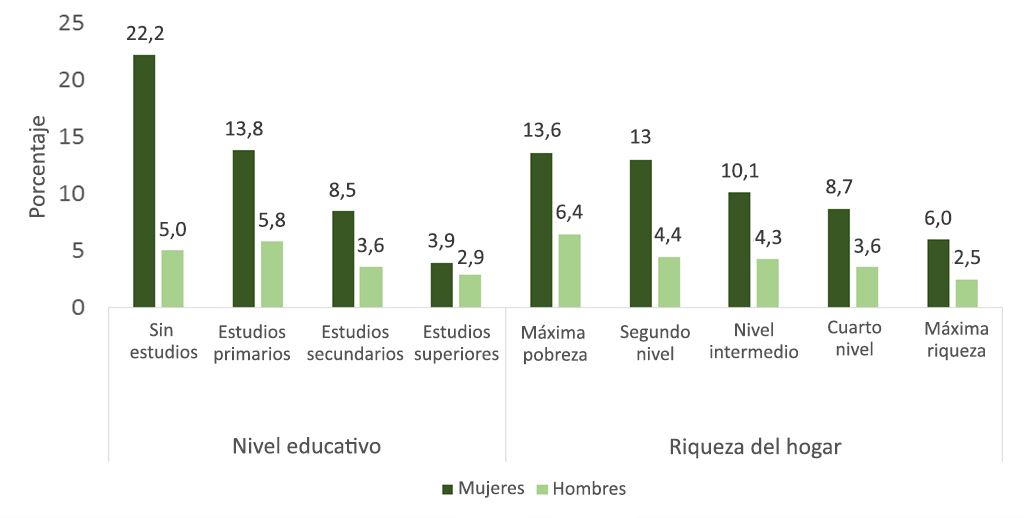 25
20
15
10
5
0
Porcentaje
22,2
5,0
13,8
5,8
8,5
3,6
3,9
2,9
13,6
6,4
13
4,4
10,1
4,3
8,7
3,6
6,0
2,5
Sin
estudios
Estudios
primarios
Estudios
secundarios
Estudios
superiores
Máxima
pobreza
Segundo
nivel
Nivel
intermedio
Cuarto
nivel
Máxima
riqueza
Nivel educativo
Riqueza del hogar
Mujeres
Hombres